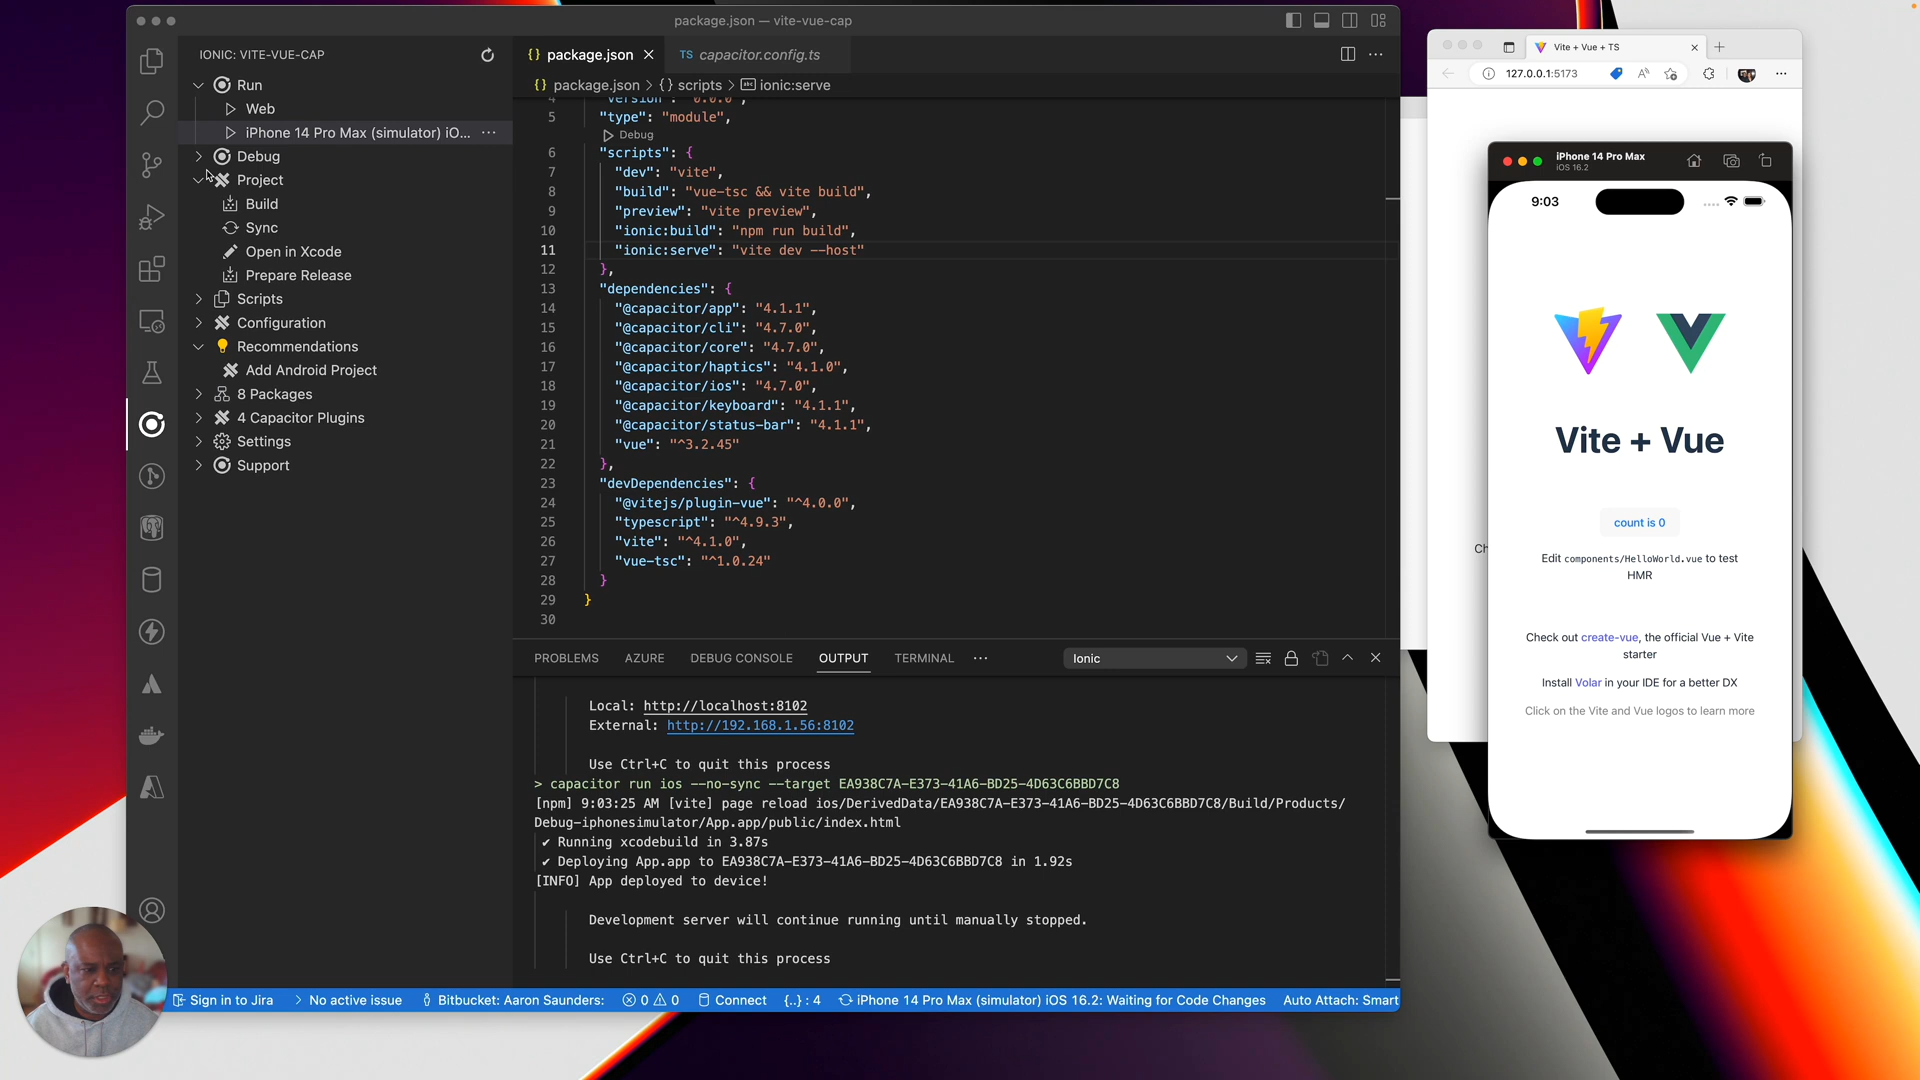 package.json — vite-vue-cap
IONIC: VITE-VUE-CAP
Run
Web
iPhone 14 Pro Max (simulator) iO...
Debug
Project
Build
Sync
Open in Xcode
Prepare Release
Scripts
Configuration
Recommendations
Add Android Project
8 Packages
4 Capacitor Plugins
Settings
Support
{} package.json
TS capacitor.config.ts
{} package.json > {} scripts > abc ionic:serve
4 "version": "0.0.0",
5 "type": "module",
Debug
6 "scripts": {
7 "dev": "vite",
8 "build": "vue-tsc && vite build",
9 "preview": "vite preview",
10 "ionic:build": "npm run build",
11 "ionic:serve": "vite dev --host"
12 },
13 "dependencies": {
14 "@capacitor/app": "4.1.1",
15 "@capacitor/cli": "4.7.0",
16 "@capacitor/core": "4.7.0",
17 "@capacitor/haptics": "4.1.0",
18 "@capacitor/ios": "4.7.0",
19 "@capacitor/keyboard": "4.1.1",
20 "@capacitor/status-bar": "4.1.1",
21 "vue": "^3.2.45"
22 },
23 "devDependencies": {
24 "@vitejs/plugin-vue": "^4.0.0",
25 "typescript": "^4.9.3",
26 "vite": "^4.1.0",
27 "vue-tsc": "^1.0.24"
28 }
29 }
30
PROBLEMS AZURE DEBUG CONSOLE OUTPUT TERMINAL ... Ionic
Local: http://localhost:8102
External: http://192.168.1.56:8102
Use Ctrl+C to quit this process
> capacitor run ios --no-sync --target EA938C7A-E373-41A6-BD25-4D63C6BBD7C8
[npm] 9:03:25 AM [vite] page reload ios/DerivedData/EA938C7A-E373-41A6-BD25-4D63C6BBD7C8/Build/Products/
Debug-iphonesimulator/App.app/public/index.html
✔ Running xcodebuild in 3.87s
✔ Deploying App.app to EA938C7A-E373-41A6-BD25-4D63C6BBD7C8 in 1.92s
[INFO] App deployed to device!
Development server will continue running until manually stopped.
Use Ctrl+C to quit this process
Sign in to Jira
No active issue
Bitbucket: Aaron Saunders:
0 0
Connect
{..} : 4
iPhone 14 Pro Max (simulator) iOS 16.2: Waiting for Code Changes
Auto Attach: Smart
Vite + Vue + TS
127.0.0.1:5173
Ch
iPhone 14 Pro Max
iOS 16.2
9:03
Vite + Vue
count is 0
Edit components/HelloWorld.vue to test
HMR
Check out create-vue, the official Vue + Vite
starter
Install Volar in your IDE for a better DX
Click on the Vite and Vue logos to learn more